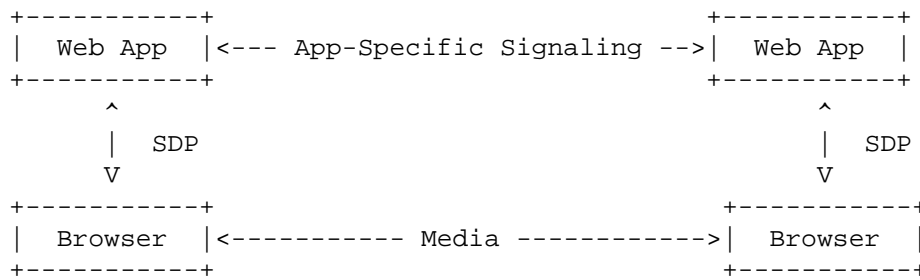 +-----------+                               +-----------+
|  Web App  |<--- App-Specific Signaling -->|  Web App  |
+-----------+                               +-----------+
      ^                                            ^
      |  SDP                                       |  SDP
      V                                            V
+-----------+                                +-----------+
|  Browser  |<----------- Media ------------>|  Browser  |
+-----------+                                +-----------+